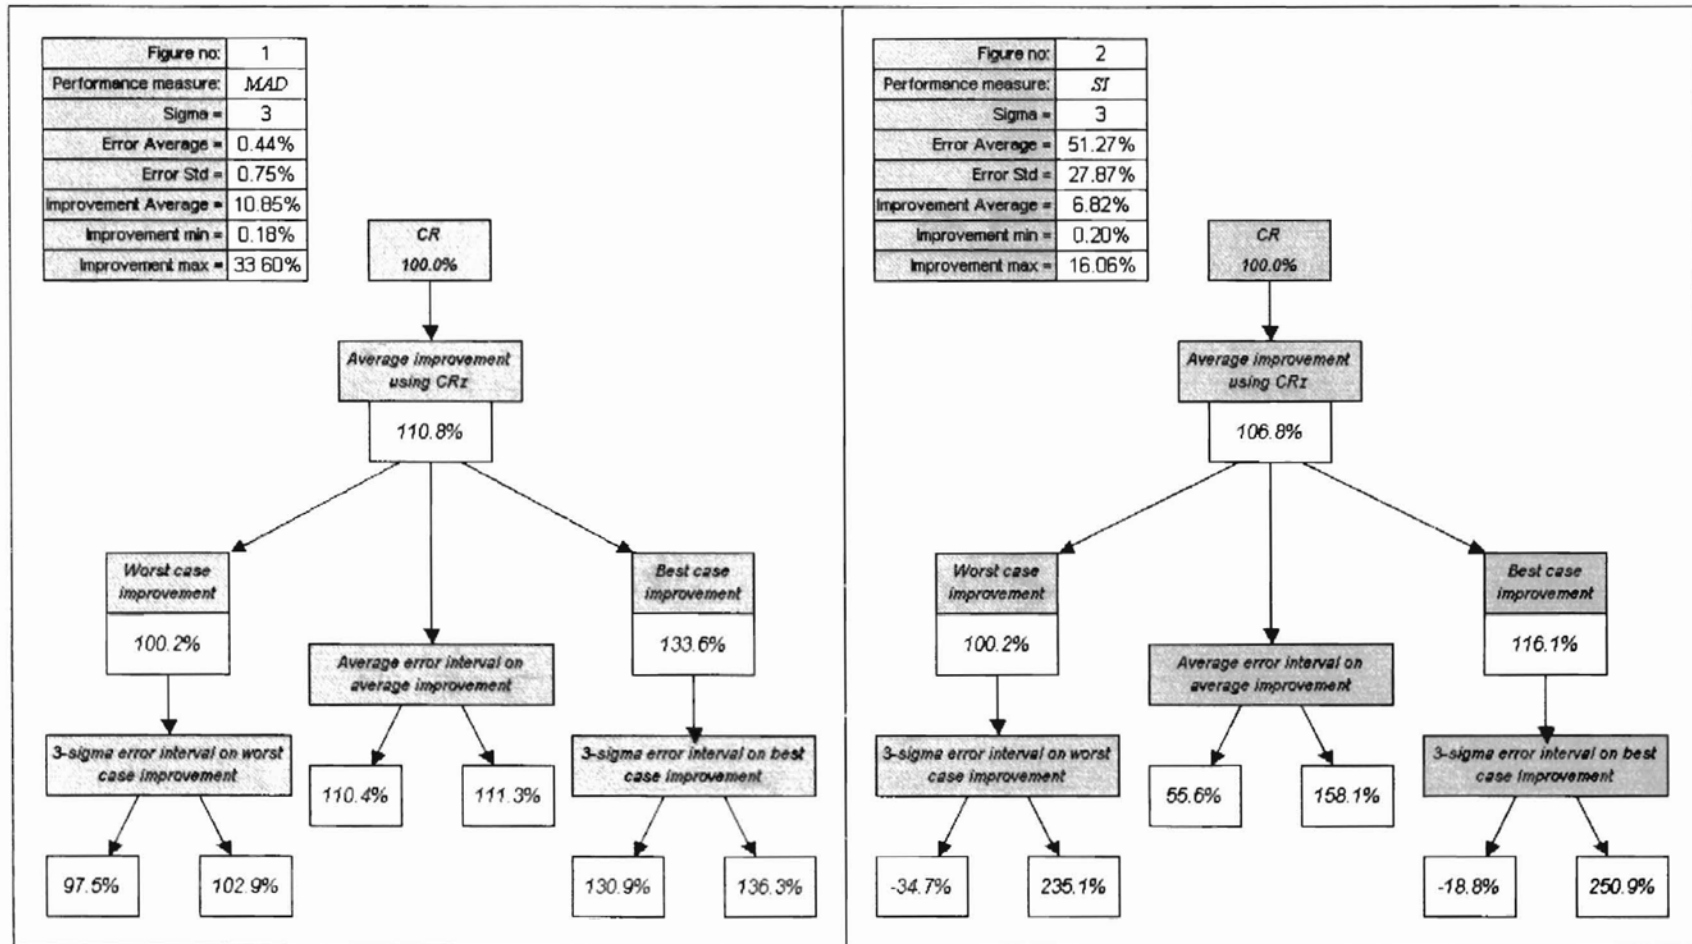 Figure no: 1
Performance measure: MAD
Sigma = 3
Error Average = 0.44%
Error Std = 0.75%
Improvement Average = 10.85%
Improvement min = 0.18%
Improvement max = 33.60%
CR
100.0%
Average improvement
using CRz
110.8%
Worst case
improvement
100.2%
Best case
improvement
133.6%
Average error interval on
average improvement
3-sigma error interval on worst
case improvement
3-sigma error interval on best
case improvement
110.4% 111.3%
97.5% 102.9%
130.9% 136.3%
Figure no: 2
Performance measure: SI
Sigma = 3
Error Average = 51.27%
Error Std = 27.87%
Improvement Average = 6.82%
Improvement min = 0.20%
Improvement max = 16.06%
CR
100.0%
Average improvement
using CRz
106.8%
Worst case
improvement
100.2%
Best case
improvement
116.1%
Average error interval on
average improvement
3-sigma error interval on worst
case improvement
3-sigma error interval on best
case improvement
55.6% 158.1%
-34.7% 235.1%
-18.8% 250.9%